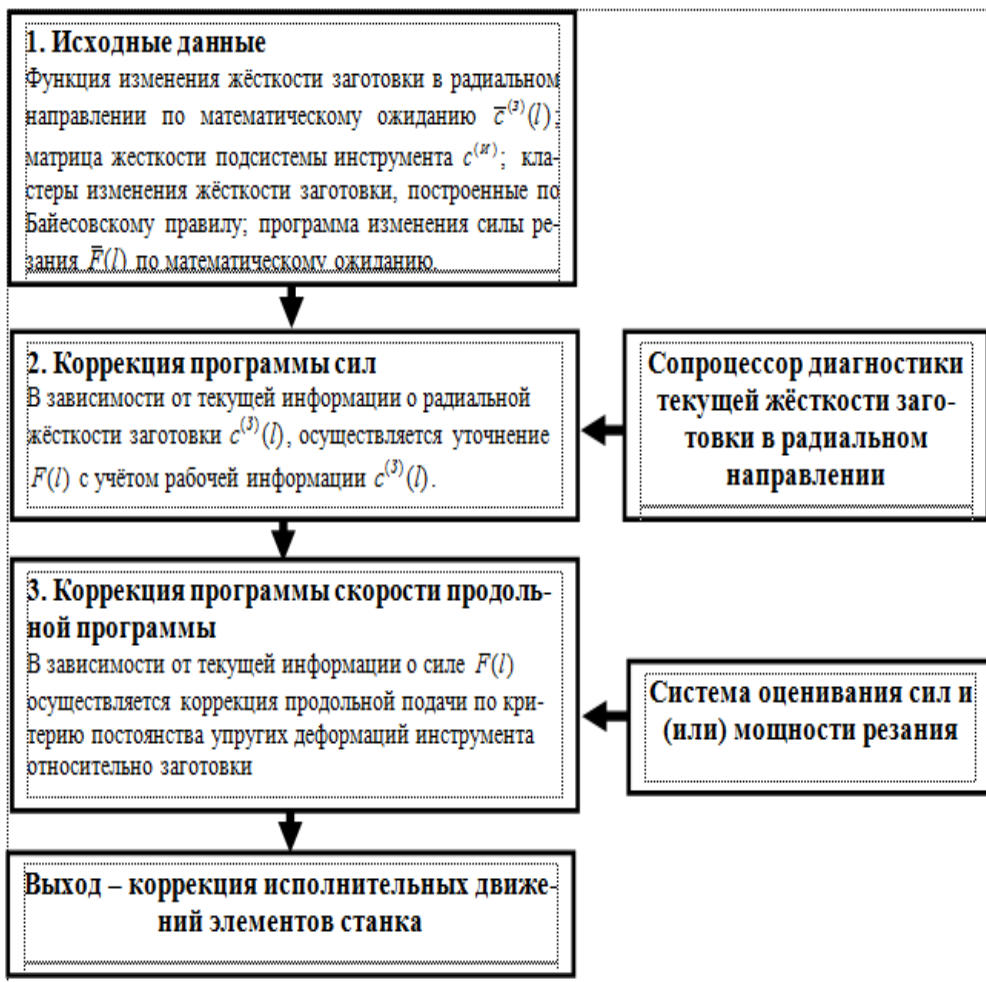 1. Исходные данные
Функция изменения жёсткости заготовки в радиальном
направлении по математическому ожиданию c̅⁽³⁾(l);
матрица жесткости подсистемы инструмента c⁽ᴻ⁾; кла-
стеры изменения жёсткости заготовки, построенные по
Байесовскому правилу; программа изменения силы ре-
зания F̅(l) по математическому ожиданию.
2. Коррекция программы сил
В зависимости от текущей информации о радиальной
жёсткости заготовки c⁽³⁾(l), осуществляется уточнение
F(l) с учётом рабочей информации c⁽³⁾(l).
Сопроцессор диагностики
текущей жёсткости заго-
товки в радиальном
направлении
3. Коррекция программы скорости продоль-
ной программы
В зависимости от текущей информации о силе F(l)
осуществляется коррекция продольной подачи по кри-
терию постоянства упругих деформаций инструмента
относительно заготовки
Система оценивания сил и
(или) мощности резания
Выход – коррекция исполнительных движе-
ний элементов станка